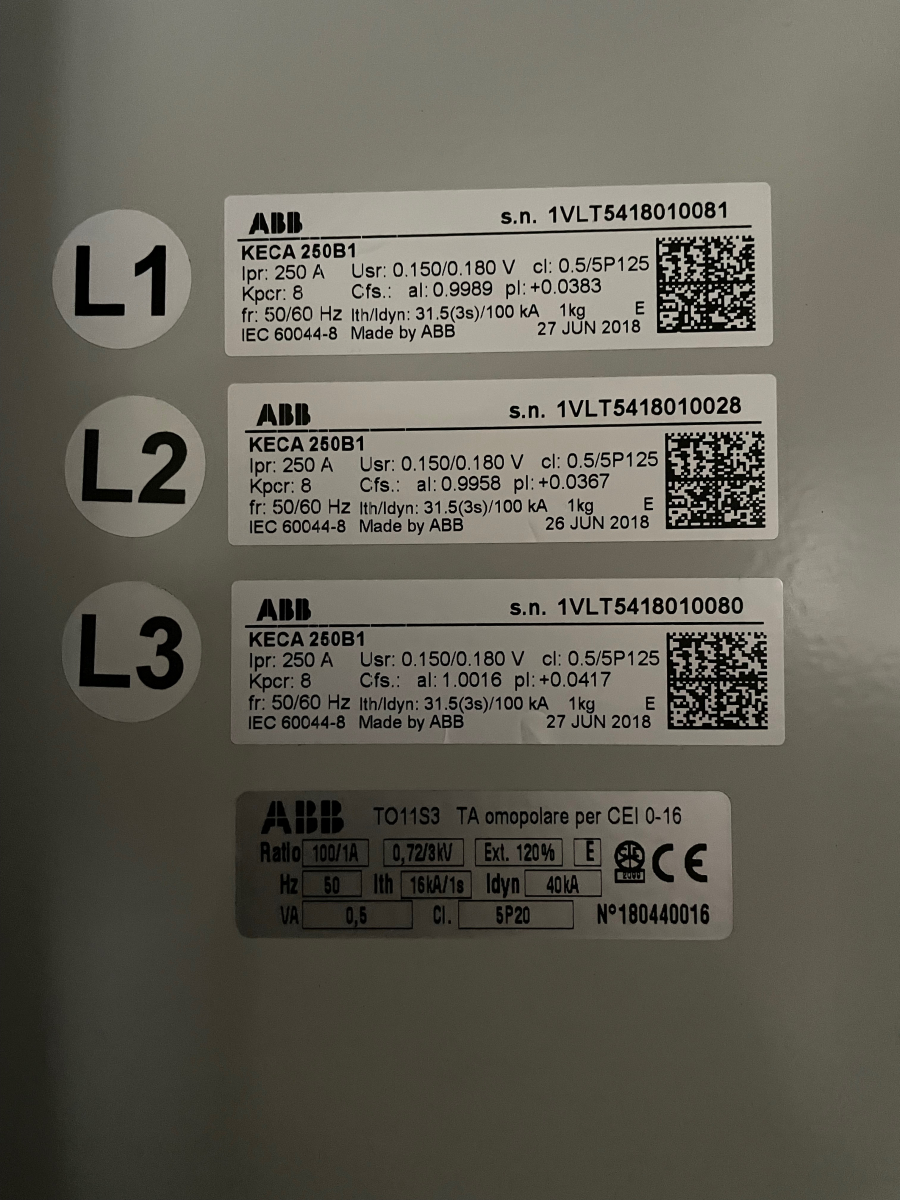 L1
ABB s.n. 1VLT5418010081
KECA 250B1
Ipr: 250 A Usr: 0.150/0.180 V cl: 0.5/5P125
Kpcr: 8 Cfs.: al: 0.9989 pl: +0.0383
fr: 50/60 Hz Ith/Idyn: 31.5(3s)/100 kA 1kg E
IEC 60044-8 Made by ABB 27 JUN 2018
L2
ABB s.n. 1VLT5418010028
KECA 250B1
Ipr: 250 A Usr: 0.150/0.180 V cl: 0.5/5P125
Kpcr: 8 Cfs.: al: 0.9958 pl: +0.0367
fr: 50/60 Hz Ith/Idyn: 31.5(3s)/100 kA 1kg E
IEC 60044-8 Made by ABB 26 JUN 2018
L3
ABB s.n. 1VLT5418010080
KECA 250B1
Ipr: 250 A Usr: 0.150/0.180 V cl: 0.5/5P125
Kpcr: 8 Cfs.: al: 1.0016 pl: +0.0417
fr: 50/60 Hz Ith/Idyn: 31.5(3s)/100 kA 1kg E
IEC 60044-8 Made by ABB 27 JUN 2018
ABB TO11S3 TA omopolare per CEI 0-16
Ratio 100/1A 0,72/3kV Ext. 120% E CE
Hz 50 Ith 16kA/1s Idyn 40kA
VA 0,5 Cl. 5P20 N°180440016